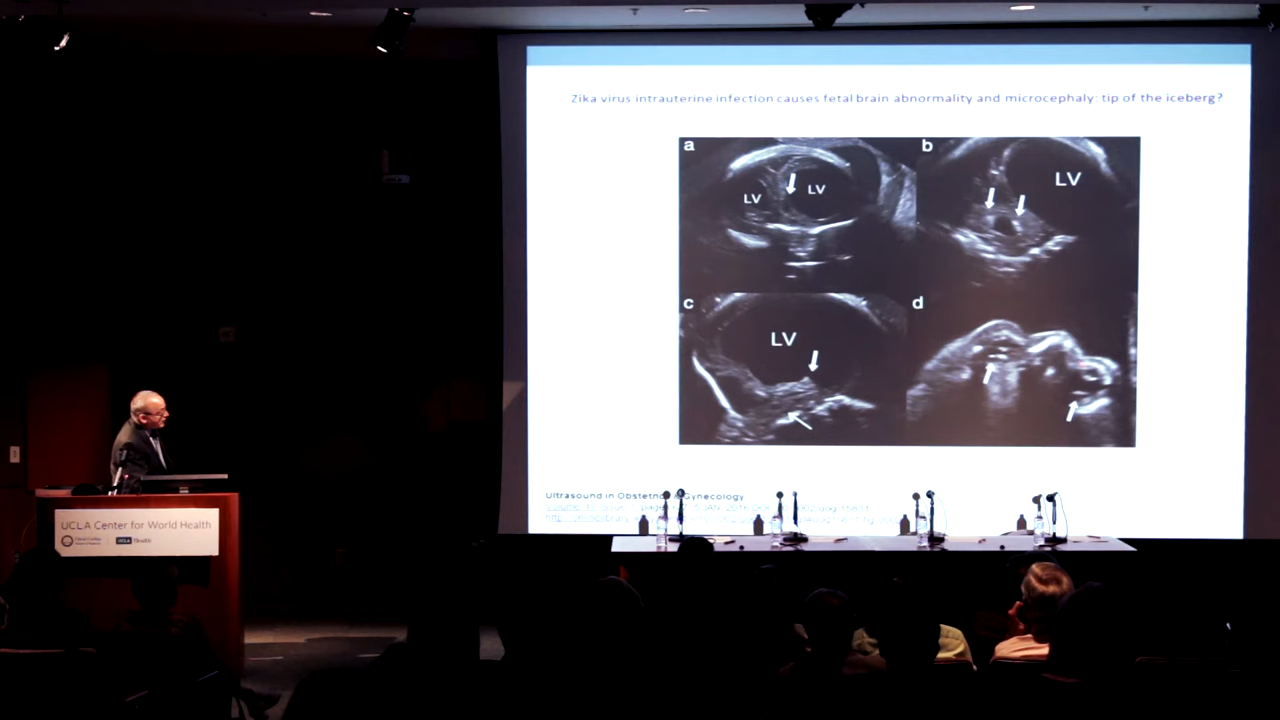 Zika virus intrauterine infection causes fetal brain abnormality and microcephaly: tip of the iceberg?
a
b
LV
LV
LV
c
d
LV
Ultrasound in Obstetrics & Gynecology
UCLA Center for World Health
UCLA Health